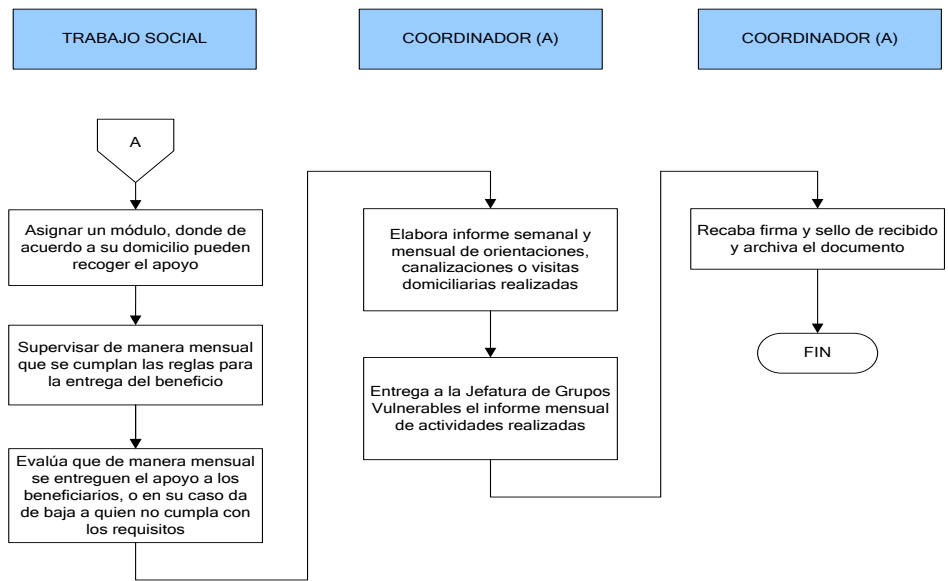 TRABAJO SOCIAL
COORDINADOR (A)
COORDINADOR (A)
A
Asignar un módulo, donde de
acuerdo a su domicilio pueden
recoger el apoyo
Supervisar de manera mensual
que se cumplan las reglas para
la entrega del beneficio
Evalúa que de manera mensual
se entreguen el apoyo a los
beneficiarios, o en su caso da
de baja a quien no cumpla con
los requisitos
Elabora informe semanal y
mensual de orientaciones,
canalizaciones o visitas
domiciliarias realizadas
Entrega a la Jefatura de Grupos
Vulnerables el informe mensual
de actividades realizadas
Recaba firma y sello de recibido
y archiva el documento
FIN